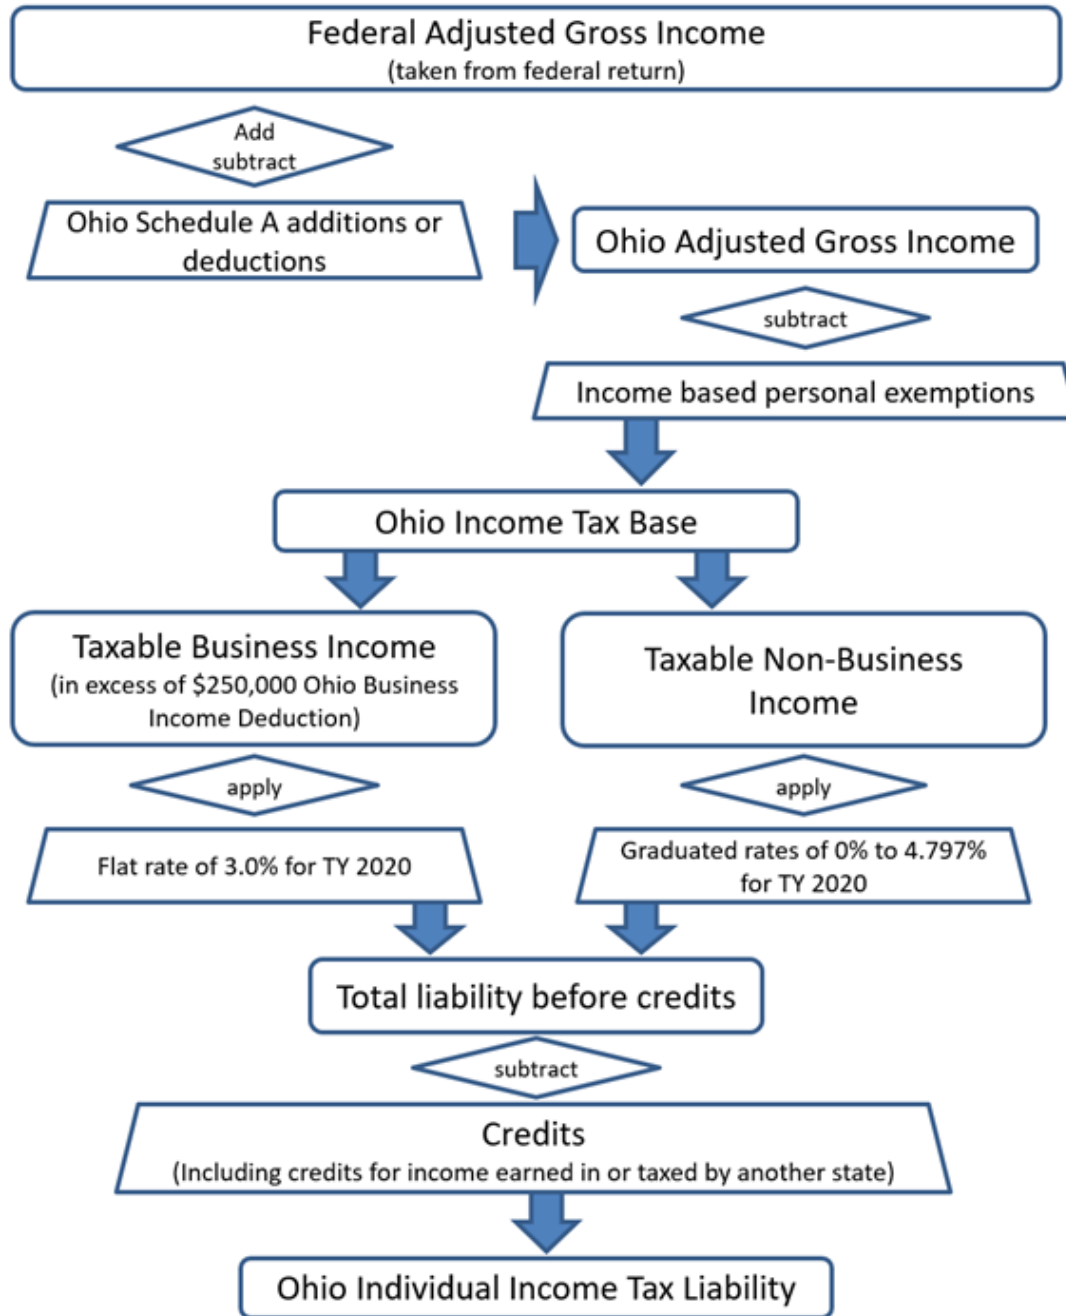 Federal Adjusted Gross Income
(taken from federal return)
Add
subtract
Ohio Schedule A additions or
deductions
Ohio Adjusted Gross Income
subtract
Income based personal exemptions
Ohio Income Tax Base
Taxable Business Income
(in excess of $250,000 Ohio Business
Income Deduction)
Taxable Non-Business
Income
apply
apply
Flat rate of 3.0% for TY 2020
Graduated rates of 0% to 4.797%
for TY 2020
Total liability before credits
subtract
Credits
(Including credits for income earned in or taxed by another state)
Ohio Individual Income Tax Liability